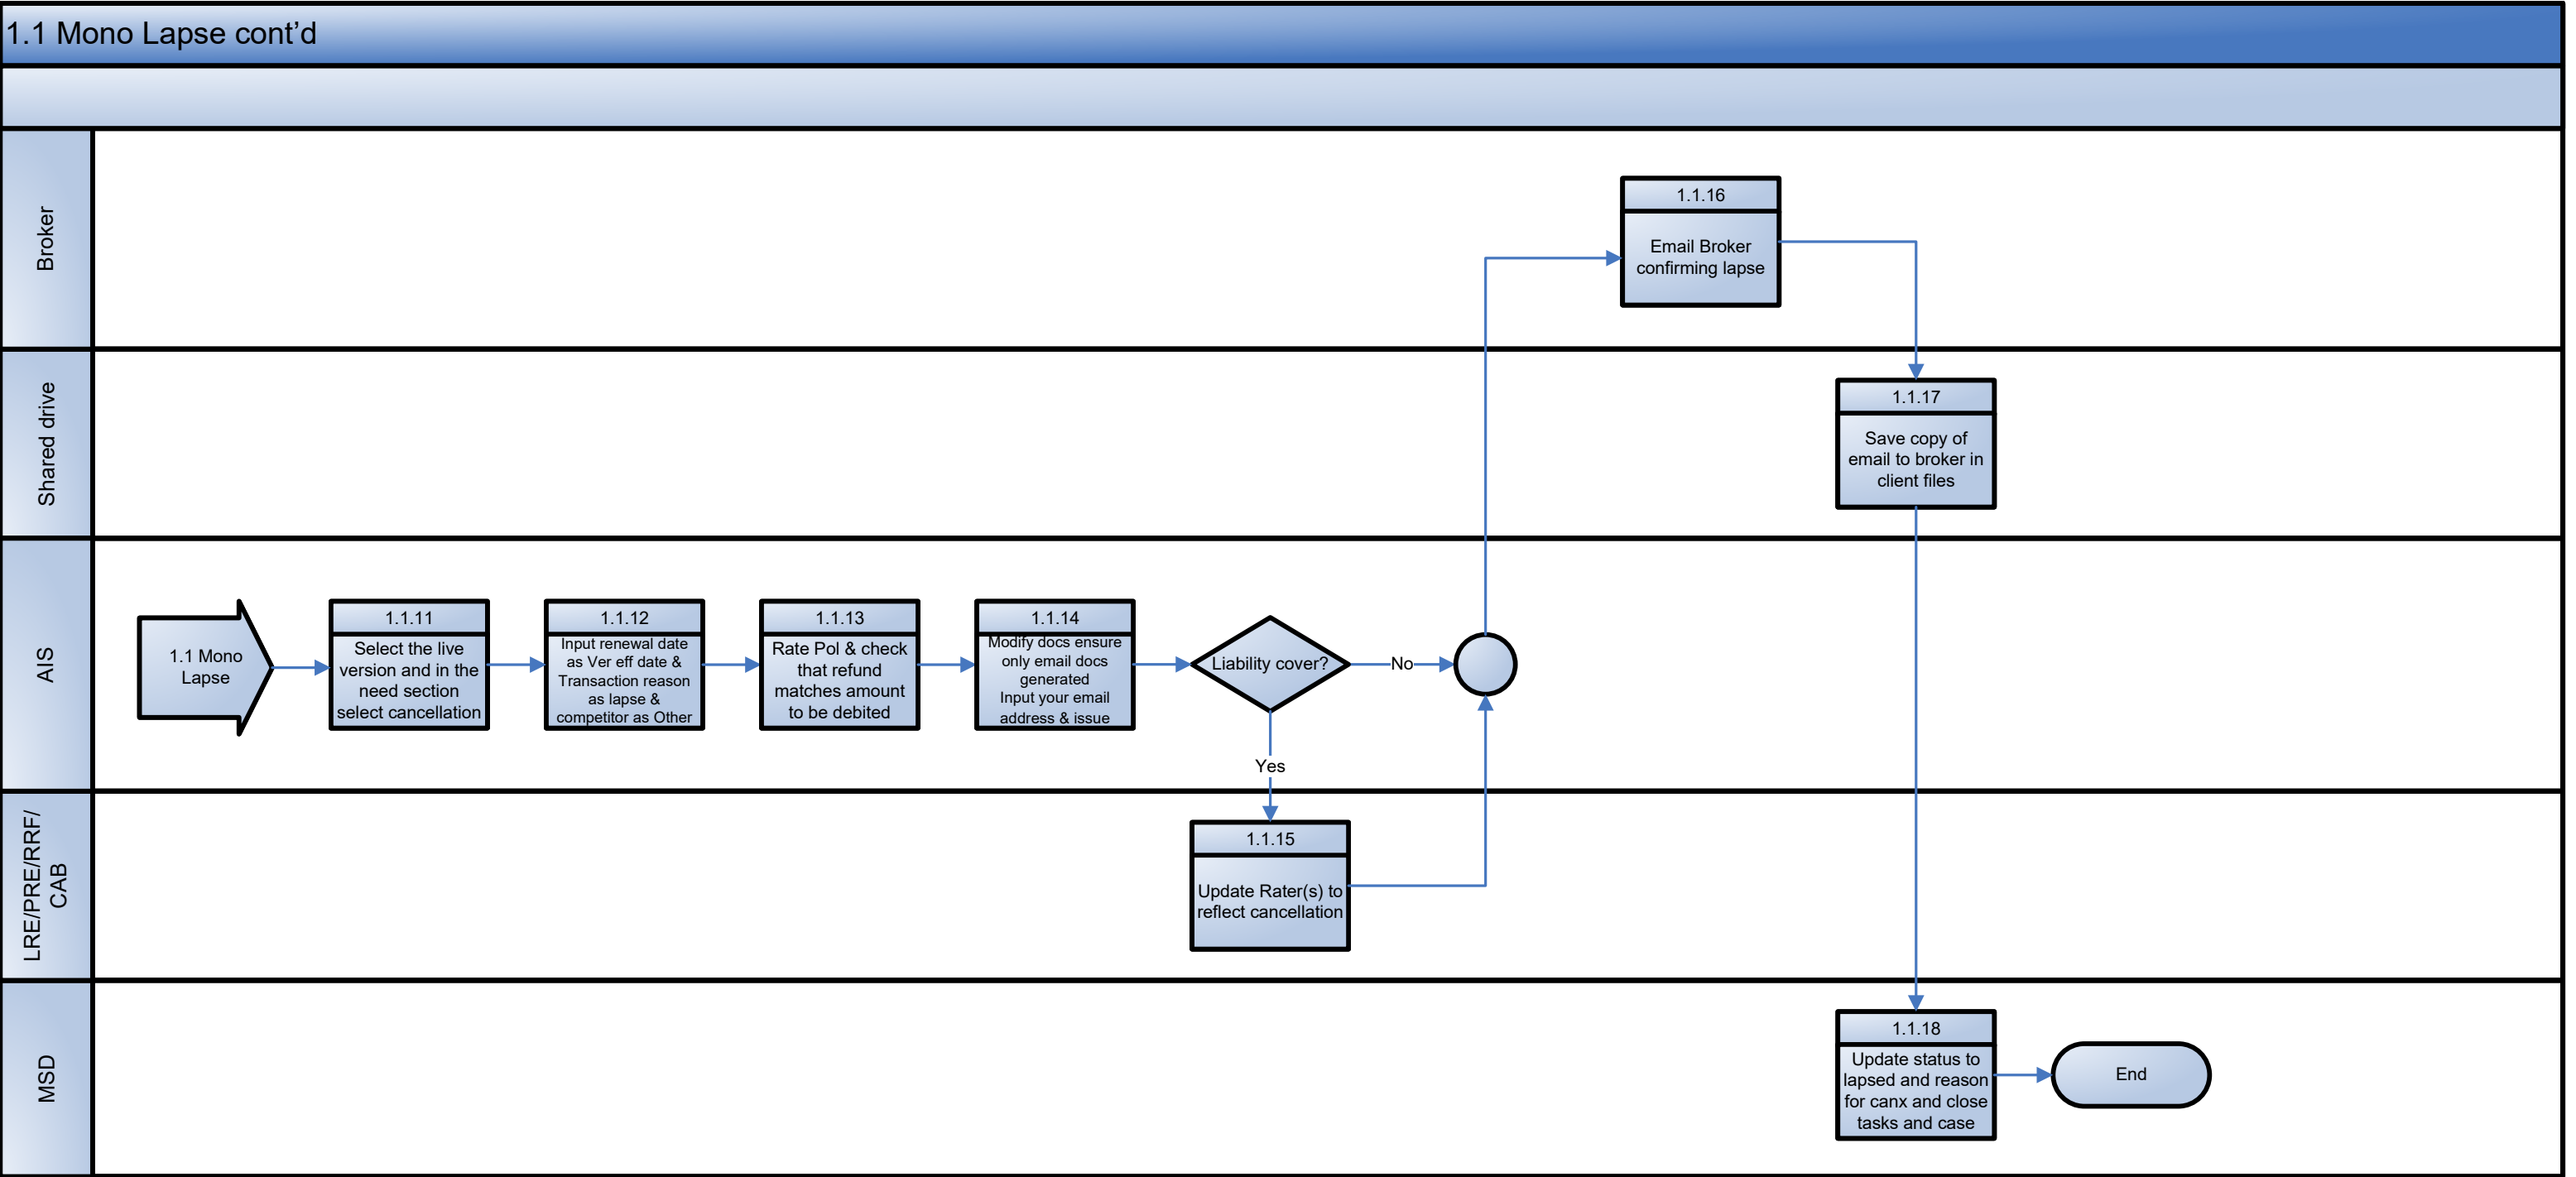 1.1 Mono Lapse cont’d
Broker
1.1.16
Email Broker
confirming lapse
Shared drive
1.1.17
Save copy of
email to broker in
client files
AIS
1.1 Mono
Lapse
1.1.11
Select the live
version and in the
need section
select cancellation
1.1.12
Input renewal date
as Ver eff date &
Transaction reason
as lapse &
competitor as Other
1.1.13
Rate Pol & check
that refund
matches amount
to be debited
1.1.14
Modify docs ensure
only email docs
generated
Input your email
address & issue
Liability cover?
No
Yes
LRE/PRE/RRF/
CAB
1.1.15
Update Rater(s) to
reflect cancellation
MSD
1.1.18
Update status to
lapsed and reason
for canx and close
tasks and case
End